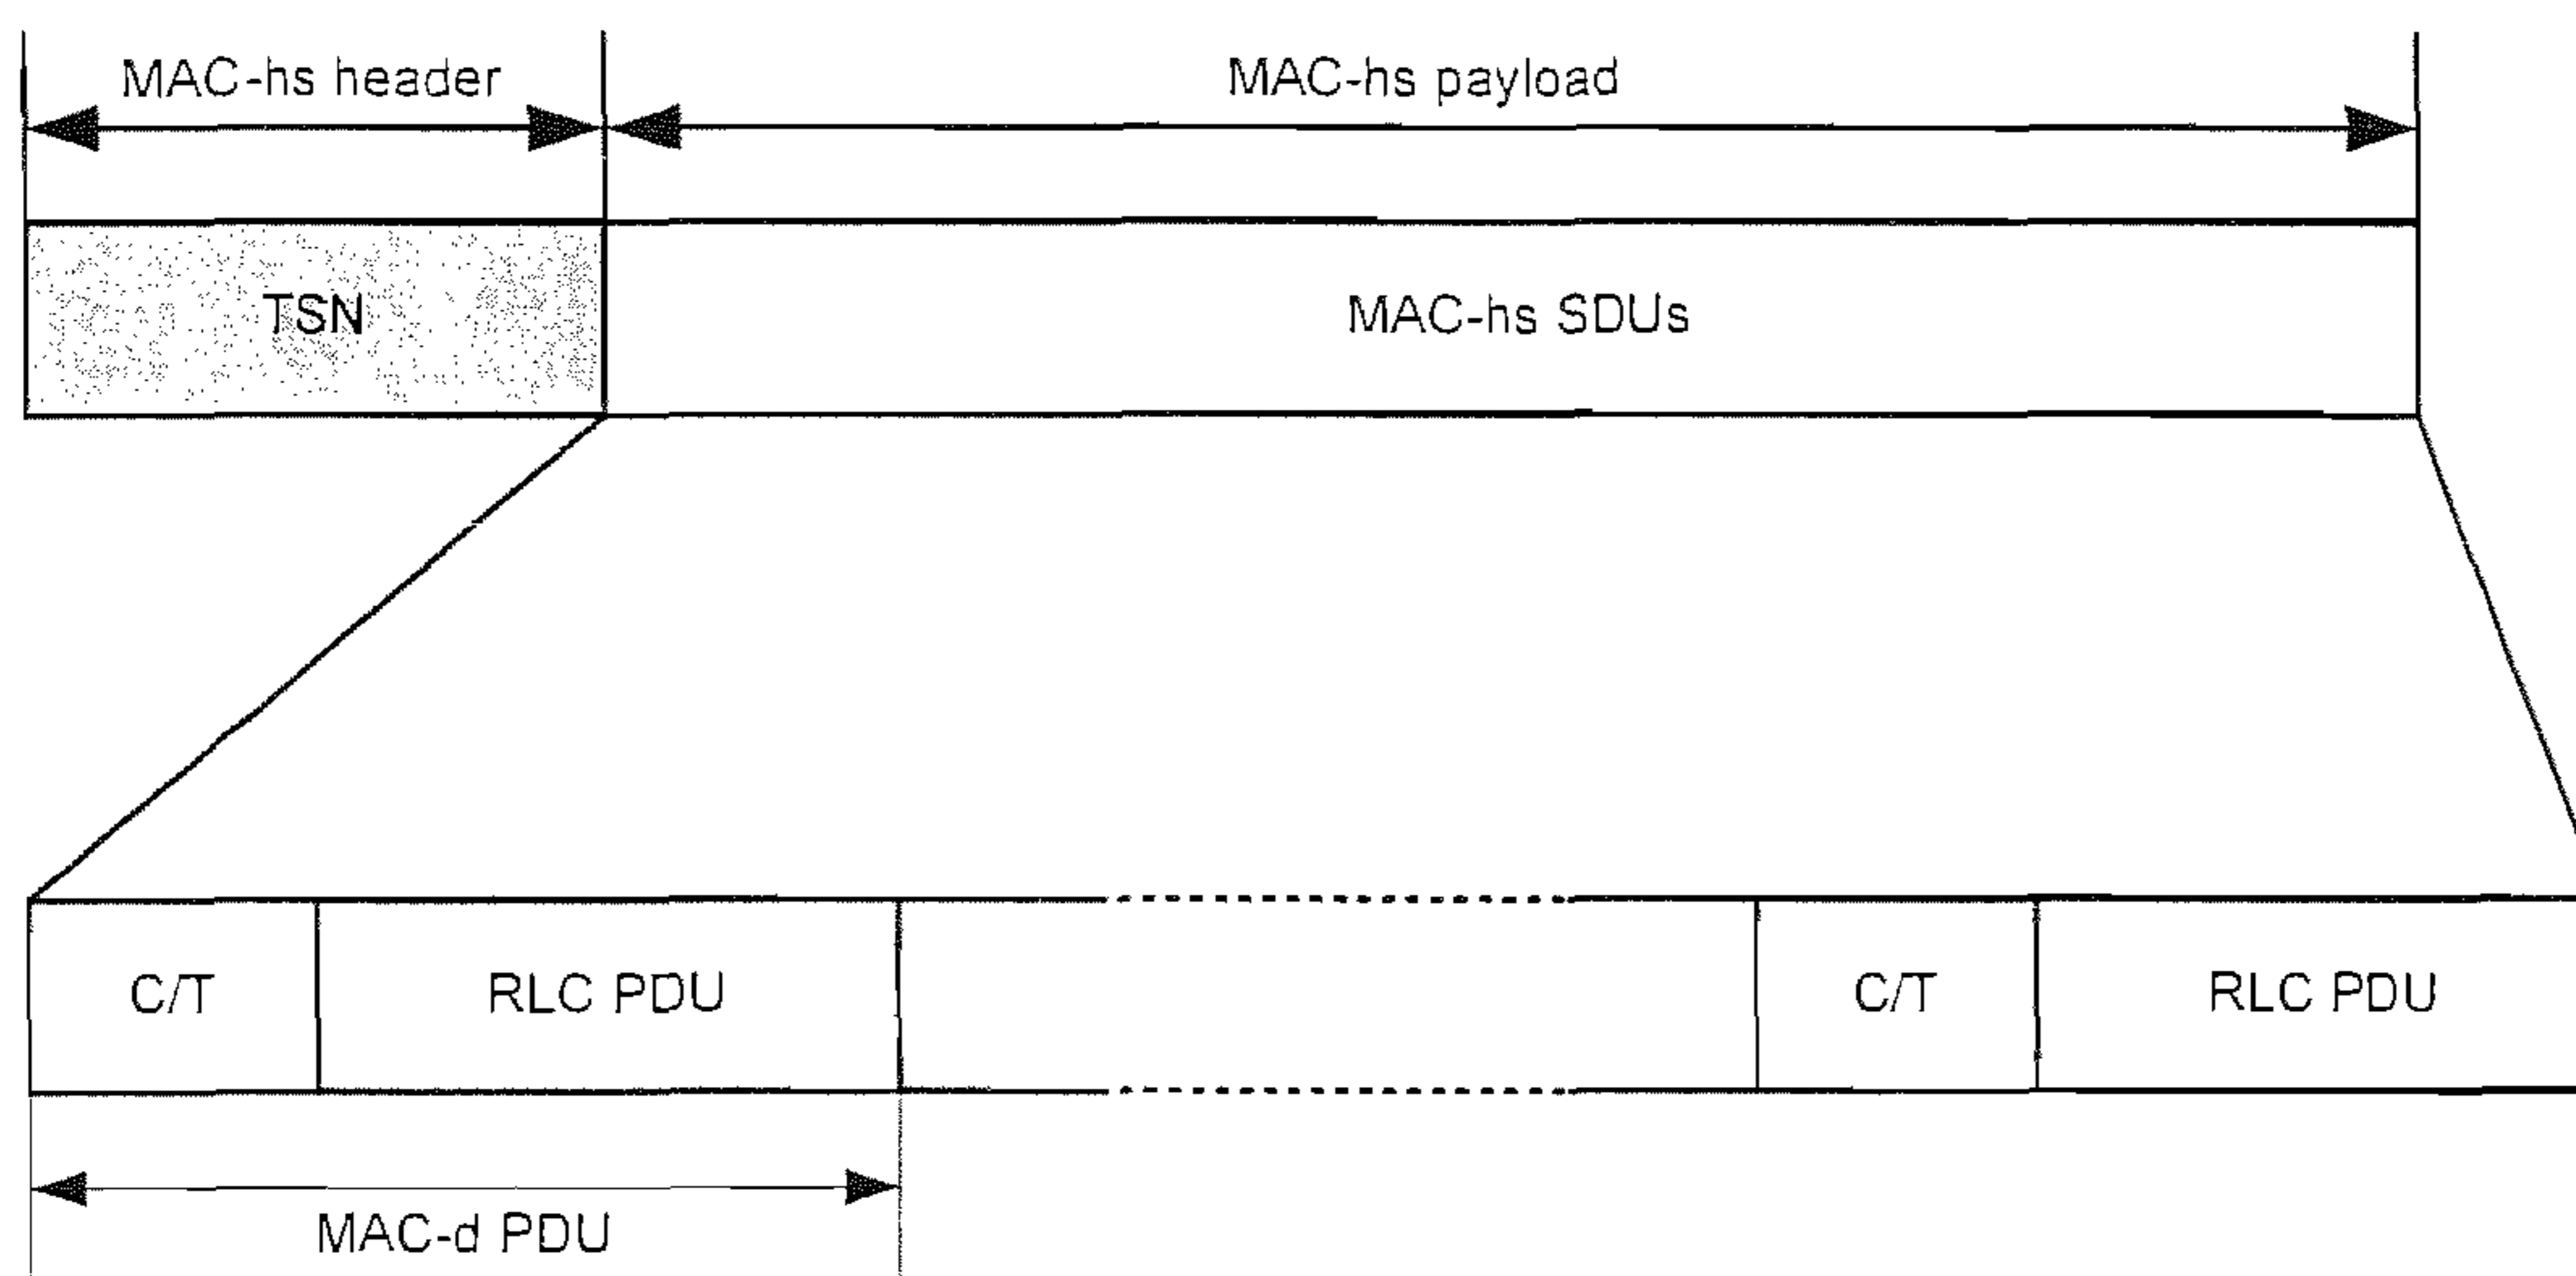 MAC-hs header
MAC-hs payload
TSN
MAC-hs SDUs
C/T
RLC PDU
C/T
RLC PDU
MAC-d PDU